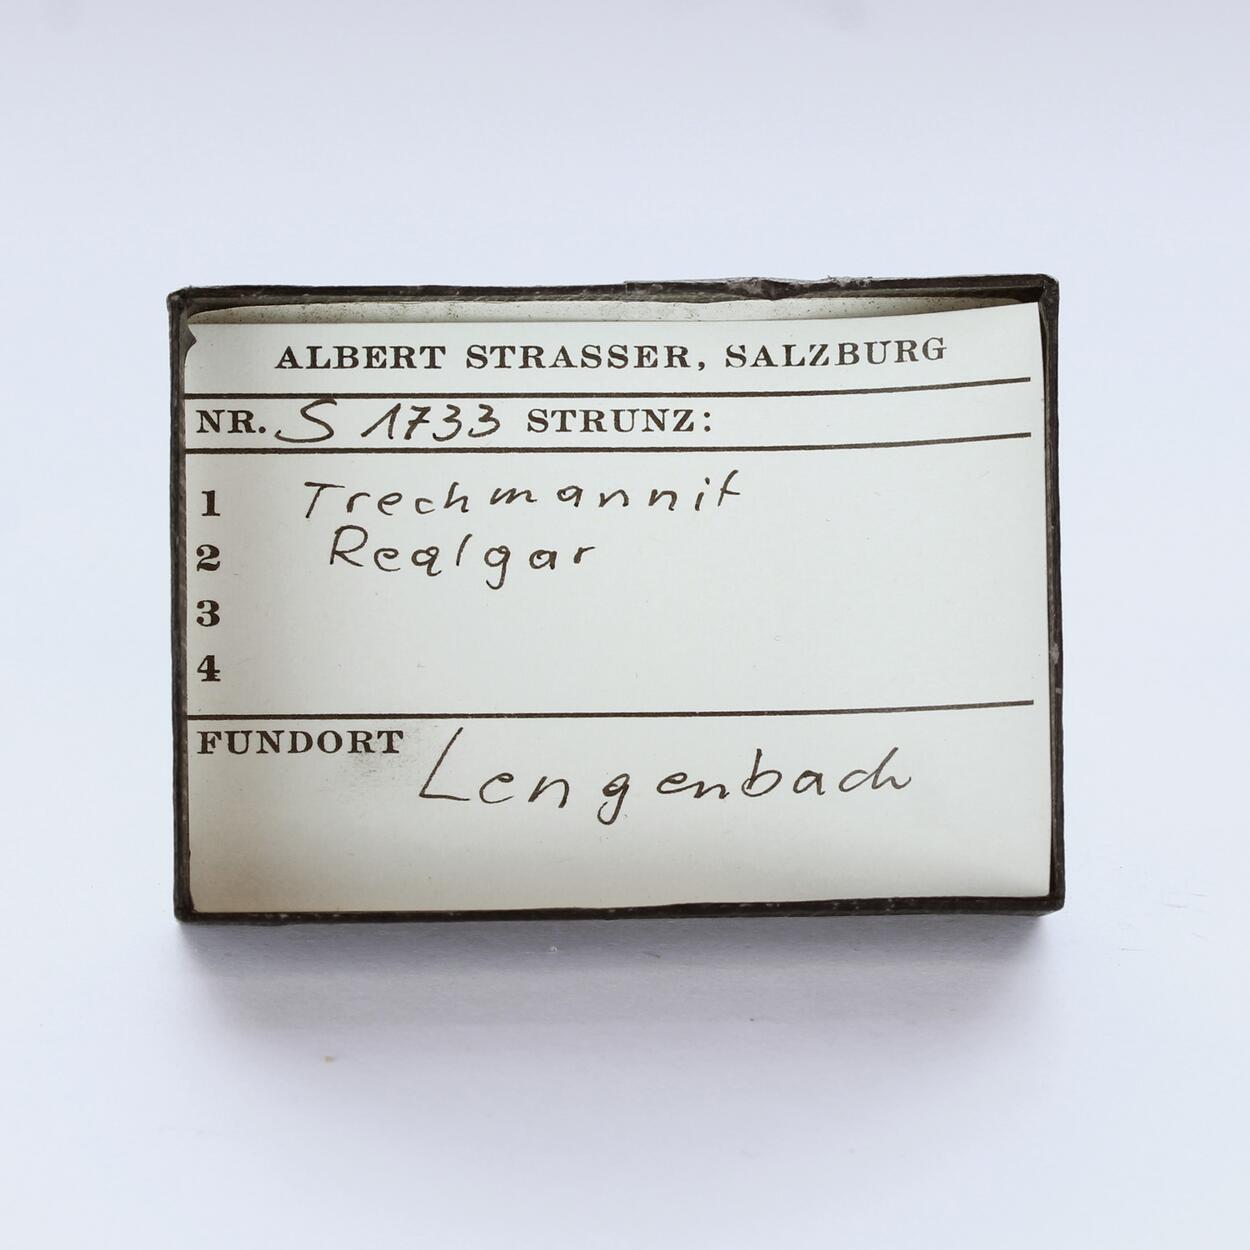 ALBERT STRASSER, SALZBURG
NR. S 1733 STRUNZ:
1 Trechmannit
2 Realgar
3
4
FUNDORT Lengenbach